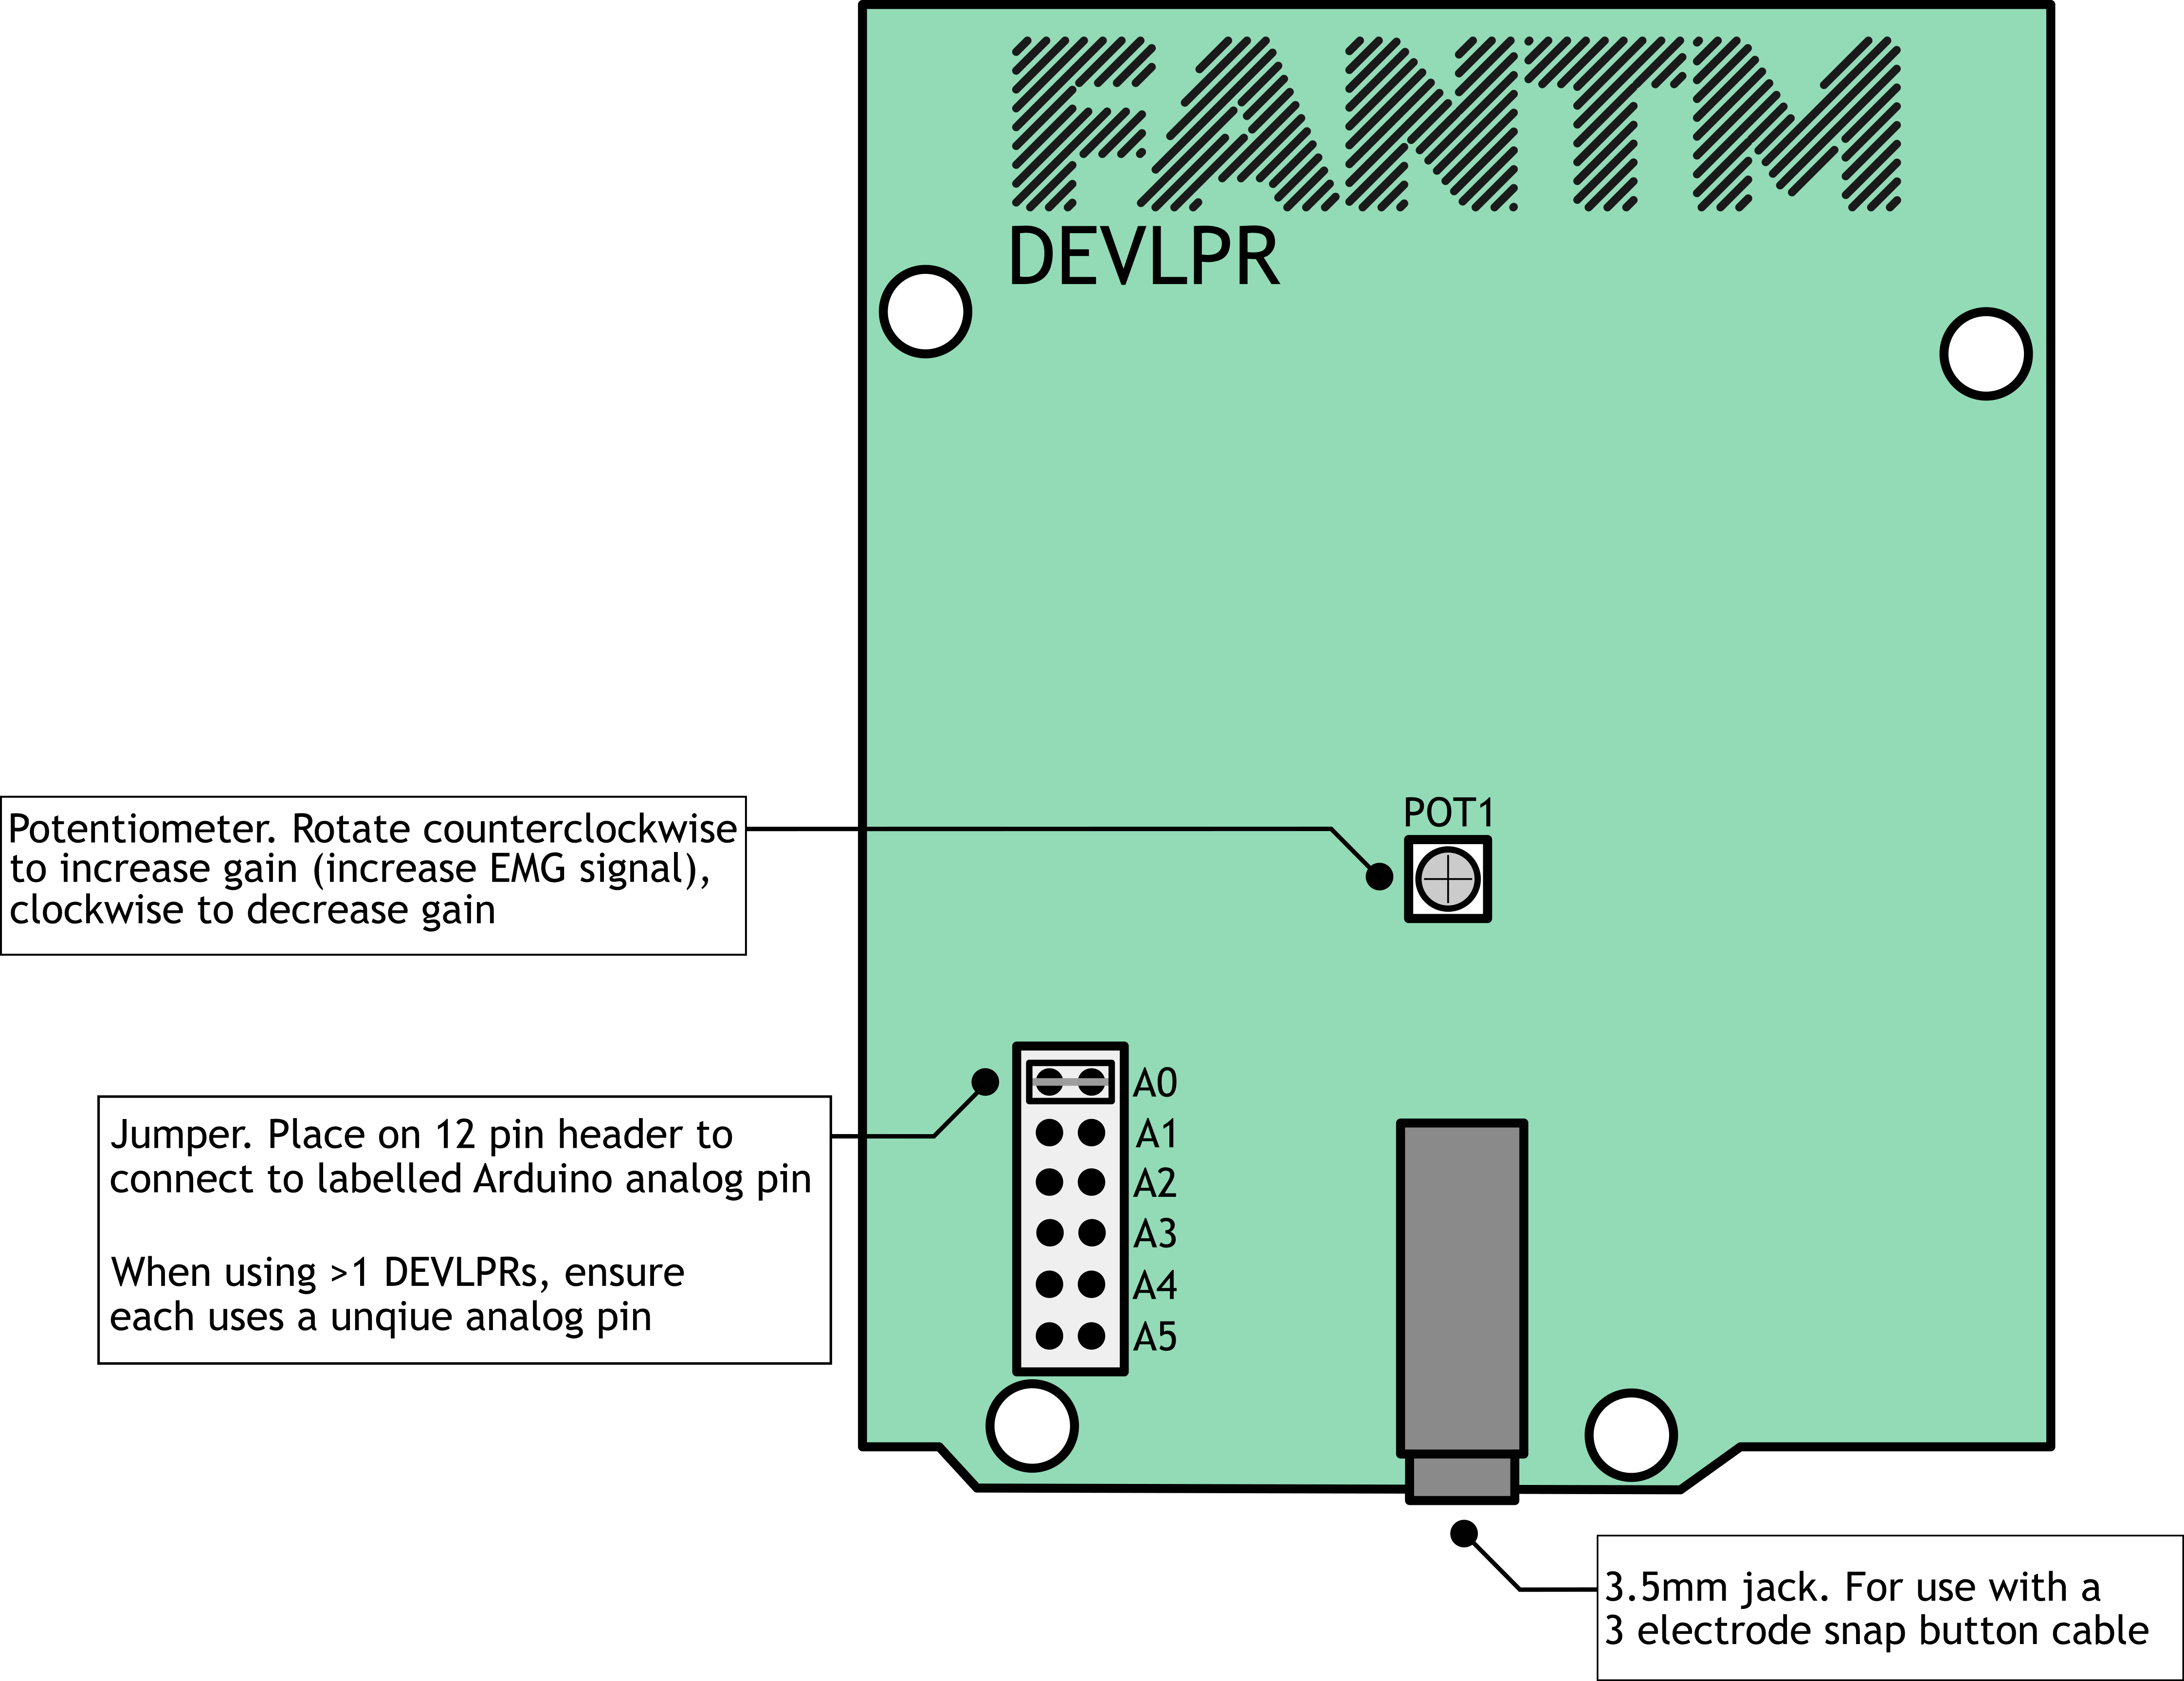 FANTM
DEVLPR
Potentiometer. Rotate counterclockwise
to increase gain (increase EMG signal),
clockwise to decrease gain
POT1
A0
A1
A2
A3
A4
A5
Jumper. Place on 12 pin header to
connect to labelled Arduino analog pin
When using >1 DEVLPRs, ensure
each uses a unqiue analog pin
3.5mm jack. For use with a
3 electrode snap button cable